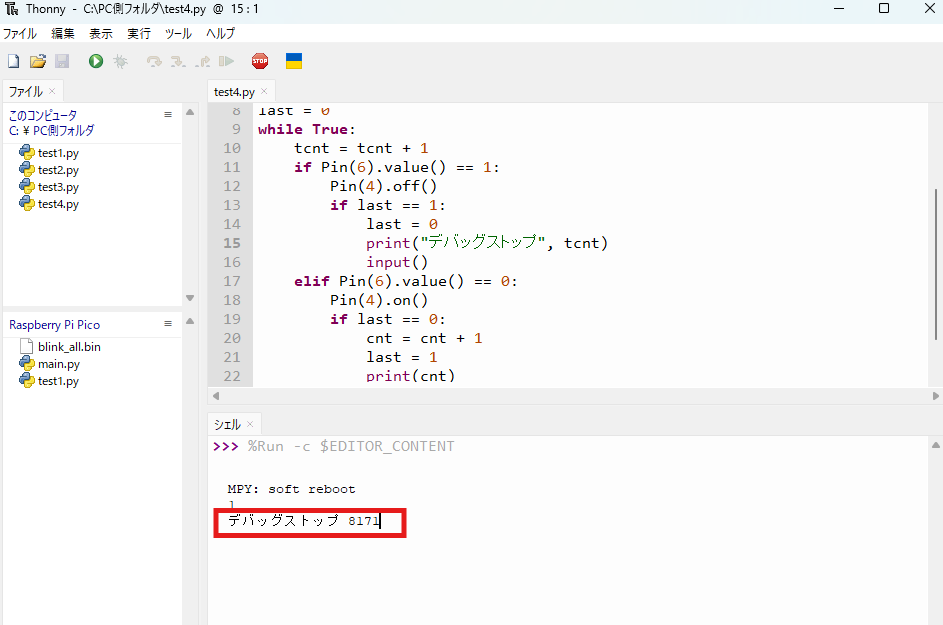 Thonny - C:\PC側フォルダ\test4.py @ 15 : 1
ファイル 編集 表示 実行 ツール ヘルプ
STOP
ファイル ×
このコンピュータ
C: ¥ PC側フォルダ
test1.py
test2.py
test3.py
test4.py
Raspberry Pi Pico
blink_all.bin
main.py
test1.py
test4.py ×
8 last = 0
9 while True:
10 tcnt = tcnt + 1
11 if Pin(6).value() == 1:
12 Pin(4).off()
13 if last == 1:
14 last = 0
15 print("デバッグストップ", tcnt)
16 input()
17 elif Pin(6).value() == 0:
18 Pin(4).on()
19 if last == 0:
20 cnt = cnt + 1
21 last = 1
22 print(cnt)
シェル ×
>>> %Run -c $EDITOR_CONTENT
MPY: soft reboot
1
デバッグストップ 8171